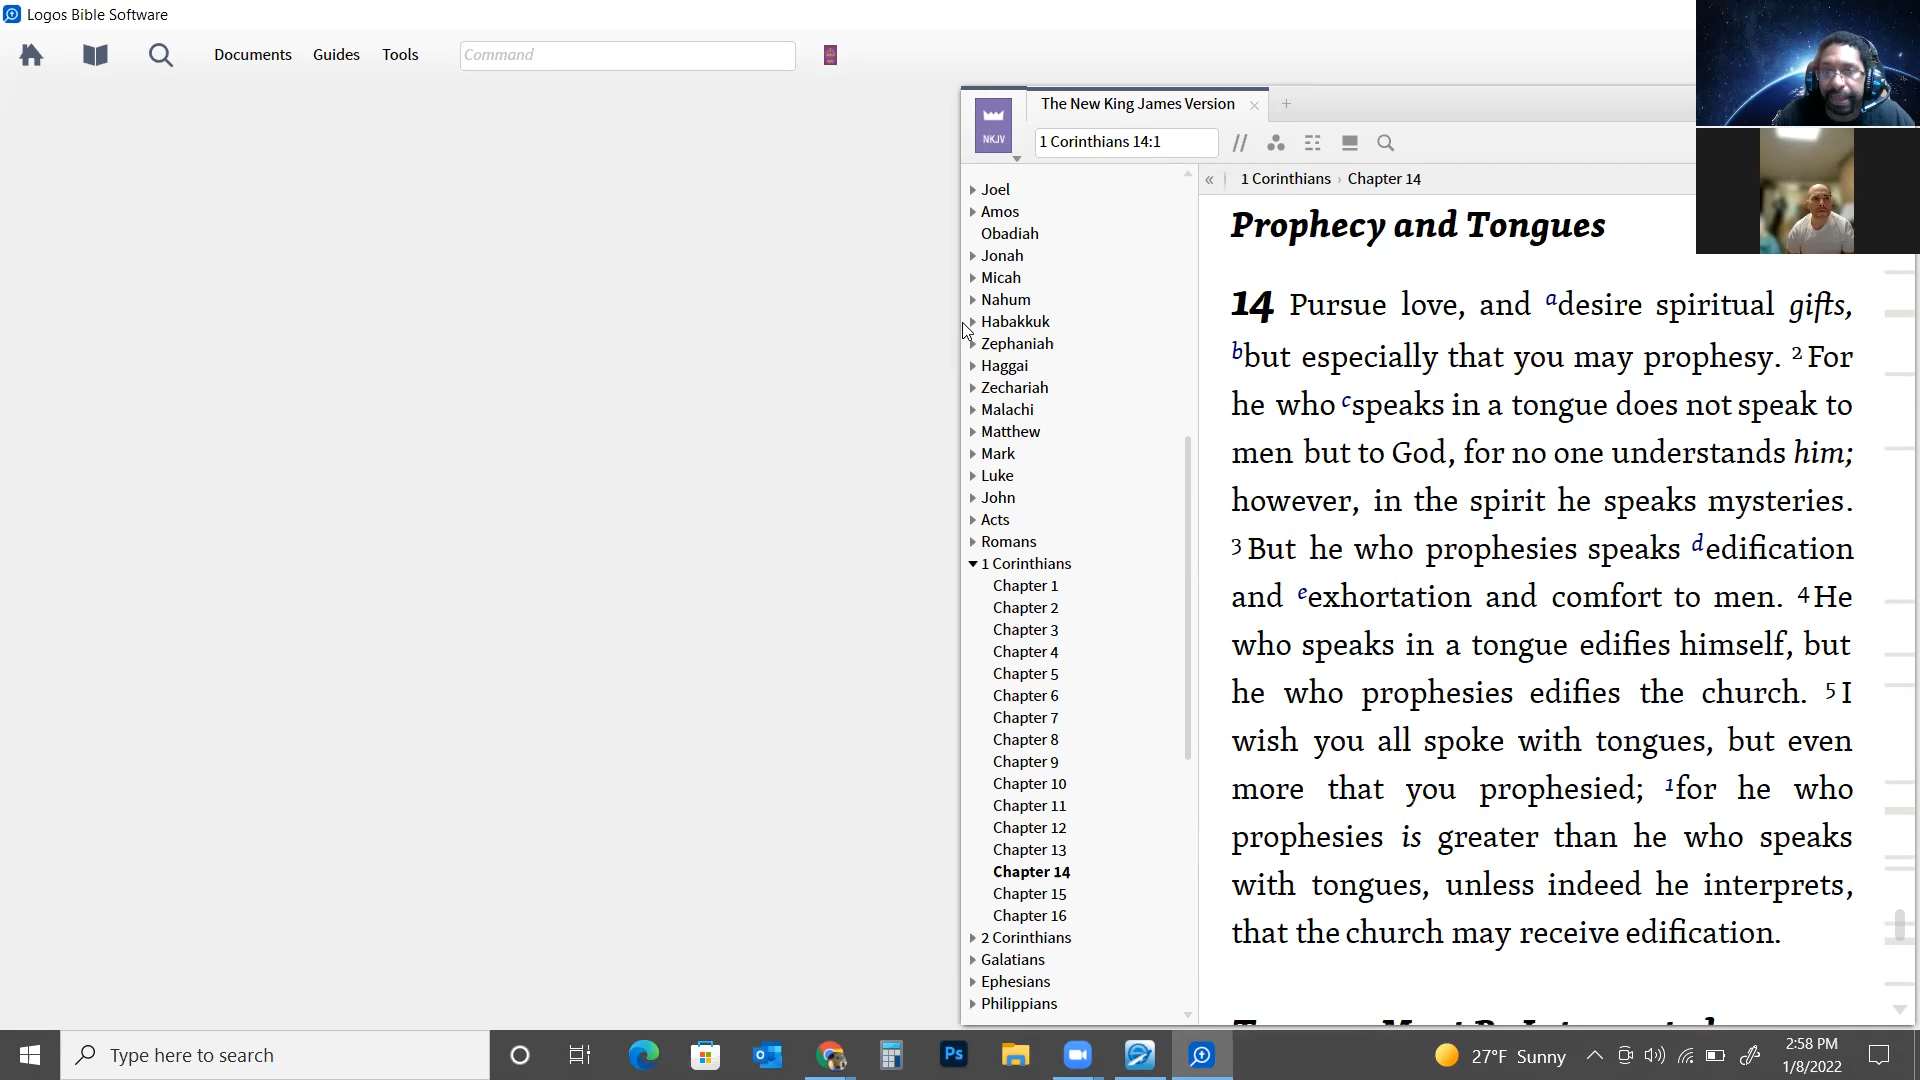 Logos Bible Software
Documents Guides Tools Command
The New King James Version
NKJV
1 Corinthians 14:1
Joel
Amos
Obadiah
Jonah
Micah
Nahum
Habakkuk
Zephaniah
Haggai
Zechariah
Malachi
Matthew
Mark
Luke
John
Acts
Romans
1 Corinthians
Chapter 1
Chapter 2
Chapter 3
Chapter 4
Chapter 5
Chapter 6
Chapter 7
Chapter 8
Chapter 9
Chapter 10
Chapter 11
Chapter 12
Chapter 13
Chapter 14
Chapter 15
Chapter 16
2 Corinthians
Galatians
Ephesians
Philippians
« 1 Corinthians › Chapter 14
Prophecy and Tongues
14 Pursue love, and adesire spiritual gifts,
bbut especially that you may prophesy. 2 For
he who cspeaks in a tongue does not speak to
men but to God, for no one understands him;
however, in the spirit he speaks mysteries.
3 But he who prophesies speaks dedification
and eexhortation and comfort to men. 4 He
who speaks in a tongue edifies himself, but
he who prophesies edifies the church. 5 I
wish you all spoke with tongues, but even
more that you prophesied; 1for he who
prophesies is greater than he who speaks
with tongues, unless indeed he interprets,
that the church may receive edification.
Type here to search
Ps
27°F Sunny
2:58 PM
1/8/2022